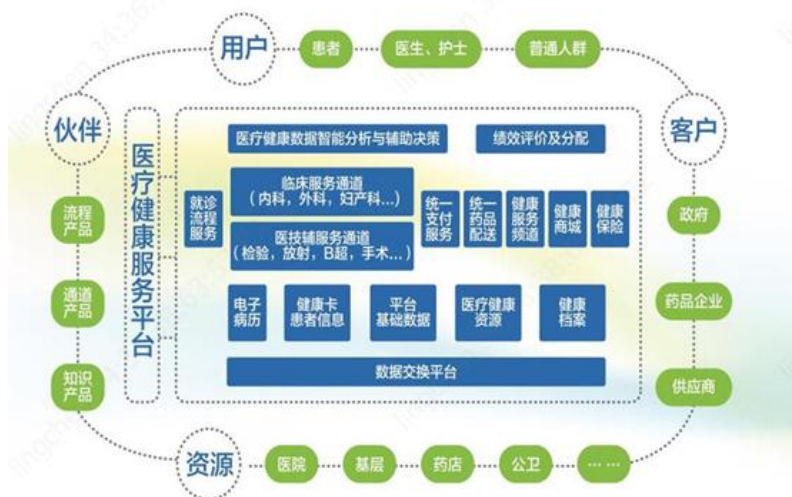 用户
患者
医生、护士
普通人群
伙伴
客户
医疗健康服务平台
医疗健康数据智能分析与辅助决策
绩效评价及分配
就诊
流程
服务
临床服务通道
（内科，外科，妇产科...）
医技辅服务通道
（检验，放射，B超，手术...）
统一
支付
服务
统一
药品
配送
健康
服务
频道
健康
商城
健康
保险
流程
产品
通道
产品
知识
产品
政府
药品企业
供应商
电子
病历
健康卡
患者信息
平台
基础数据
医疗健康
资源
健康
档案
数据交换平台
资源
医院
基层
药店
公卫
... ...